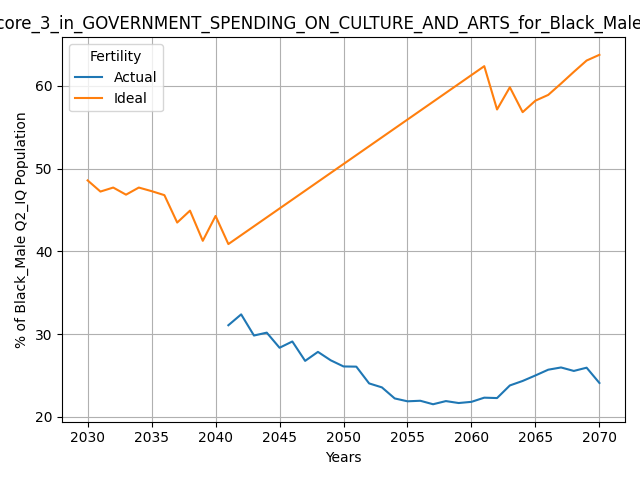 core_3_in_GOVERNMENT_SPENDING_ON_CULTURE_AND_ARTS_for_Black_Male
Fertility
Actual
Ideal
% of Black_Male Q2_IQ Population
60
50
40
30
20
2030 2035 2040 2045 2050 2055 2060 2065 2070
Years